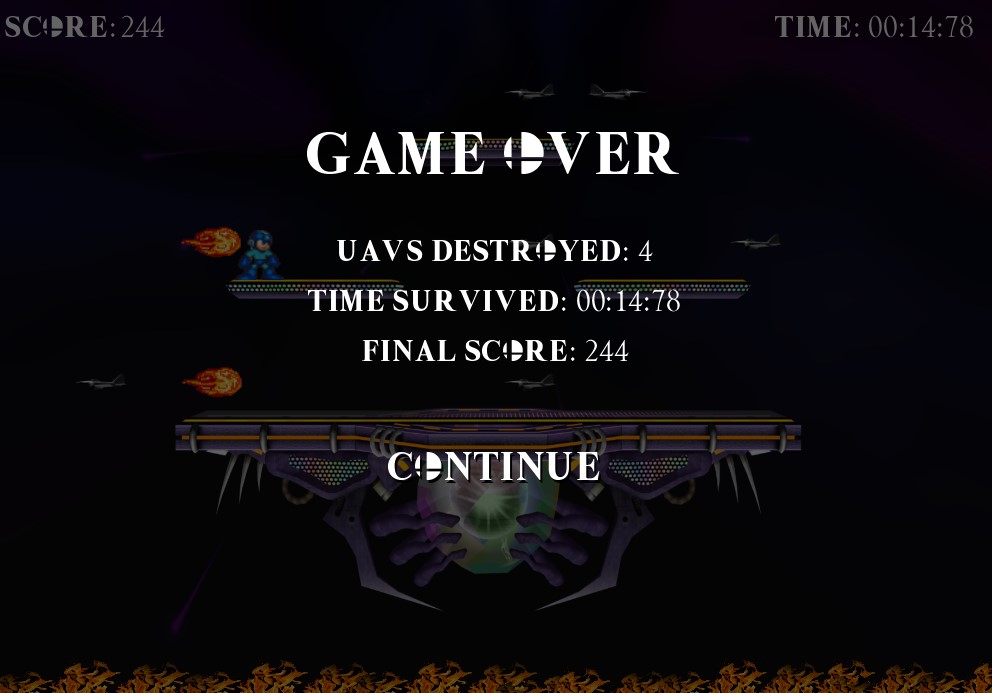 SCORE: 244
TIME: 00:14:78
GAME OVER
UAVS DESTROYED: 4
TIME SURVIVED: 00:14:78
FINAL SCORE: 244
CONTINUE